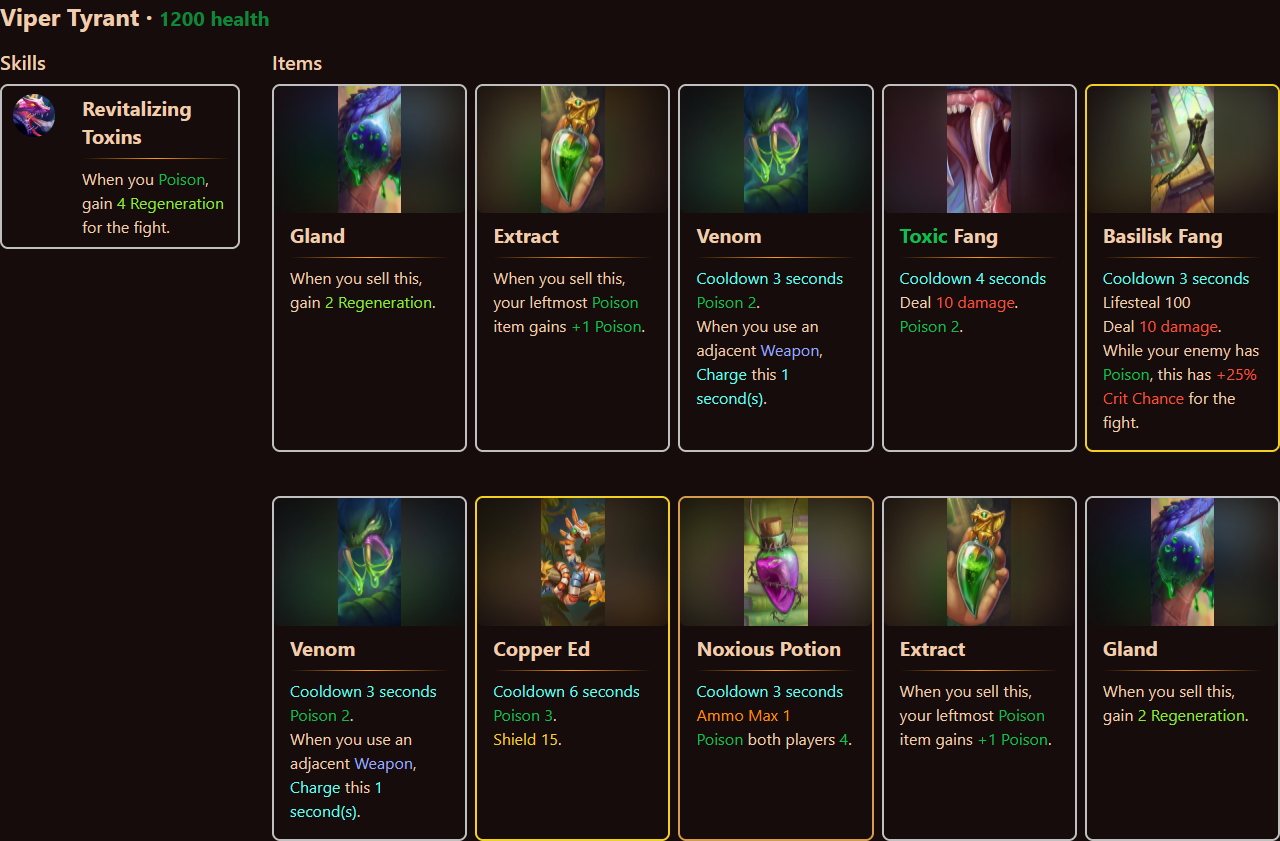 Viper Tyrant · 1200 health
Skills
Revitalizing
Toxins
When you Poison,
gain 4 Regeneration
for the fight.
Items
Gland
When you sell this,
gain 2 Regeneration.
Extract
When you sell this,
your leftmost Poison
item gains +1 Poison.
Venom
Cooldown 3 seconds
Poison 2.
When you use an
adjacent Weapon,
Charge this 1
second(s).
Toxic Fang
Cooldown 4 seconds
Deal 10 damage.
Poison 2.
Basilisk Fang
Cooldown 3 seconds
Lifesteal 100
Deal 10 damage.
While your enemy has
Poison, this has +25%
Crit Chance for the
fight.
Venom
Cooldown 3 seconds
Poison 2.
When you use an
adjacent Weapon,
Charge this 1
second(s).
Copper Ed
Cooldown 6 seconds
Poison 3.
Shield 15.
Noxious Potion
Cooldown 3 seconds
Ammo Max 1
Poison both players 4.
Extract
When you sell this,
your leftmost Poison
item gains +1 Poison.
Gland
When you sell this,
gain 2 Regeneration.